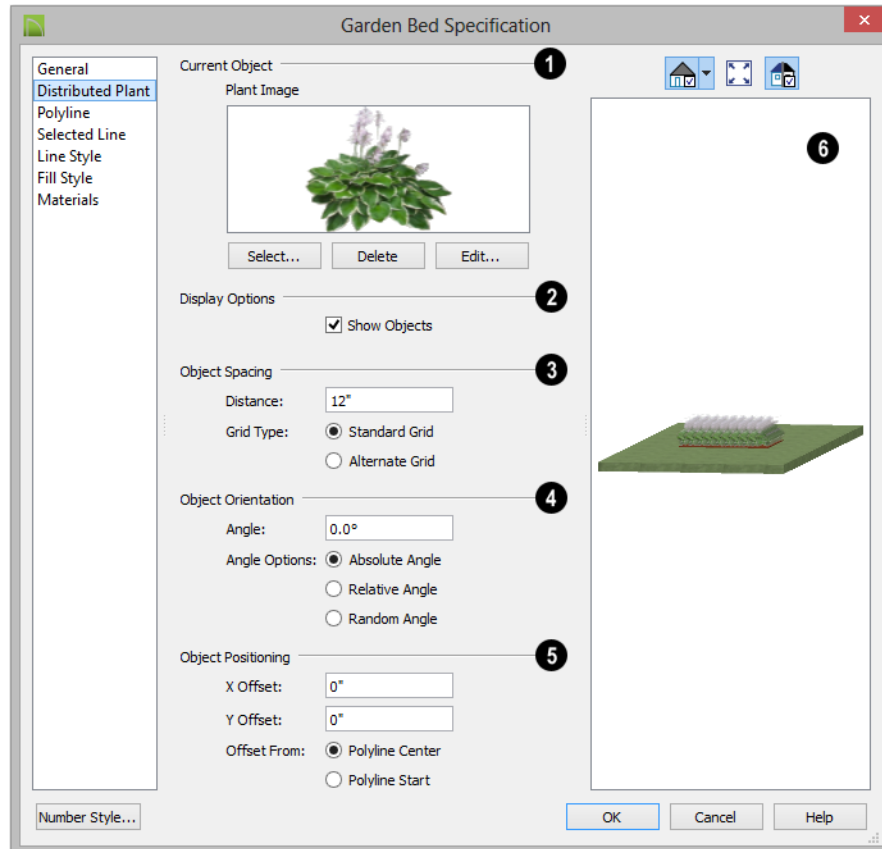 Garden Bed Specification
General
Distributed Plant
Polyline
Selected Line
Line Style
Fill Style
Materials
Current Object 1
Plant Image
Select... Delete Edit...
Display Options 2
Show Objects
Object Spacing 3
Distance: 12"
Grid Type: Standard Grid
Alternate Grid
Object Orientation 4
Angle: 0.0°
Angle Options: Absolute Angle
Relative Angle
Random Angle
Object Positioning 5
X Offset: 0"
Y Offset: 0"
Offset From: Polyline Center
Polyline Start
6
Number Style... OK Cancel Help